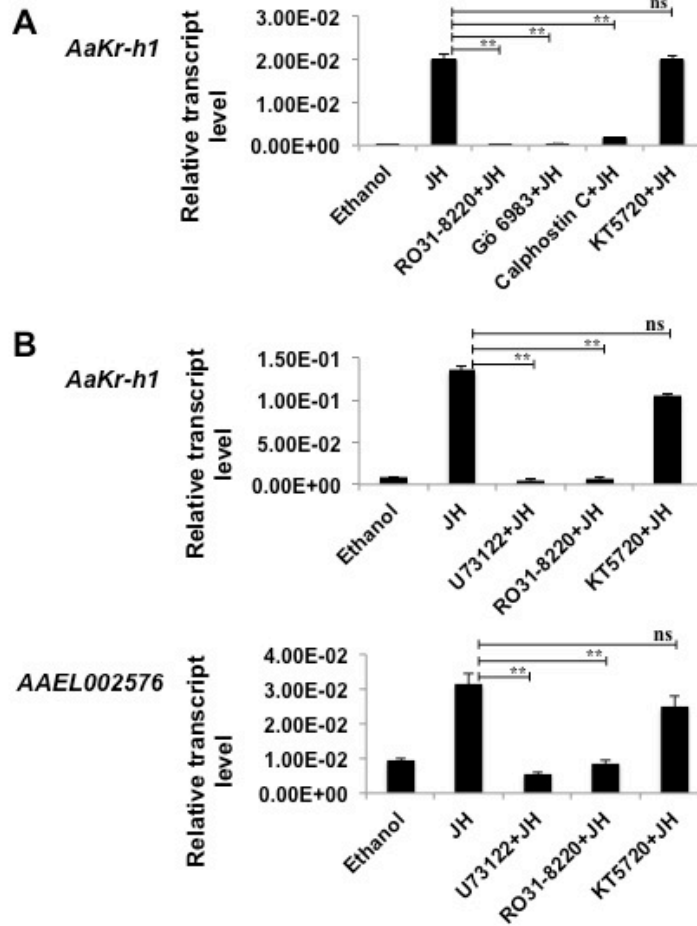 A
AaKr-h1
Relative transcript level
3.00E-02
2.00E-02
1.00E-02
0.00E+00
ns
**
**
**
Ethanol
JH
RO31-8220+JH
Gö 6983+JH
Calphostin C+JH
KT5720+JH
B
AaKr-h1
Relative transcript level
1.50E-01
1.00E-01
5.00E-02
0.00E+00
ns
**
**
Ethanol
JH
U73122+JH
RO31-8220+JH
KT5720+JH
AAEL002576
Relative transcript level
4.00E-02
3.00E-02
2.00E-02
1.00E-02
0.00E+00
ns
**
**
Ethanol
JH
U73122+JH
RO31-8220+JH
KT5720+JH